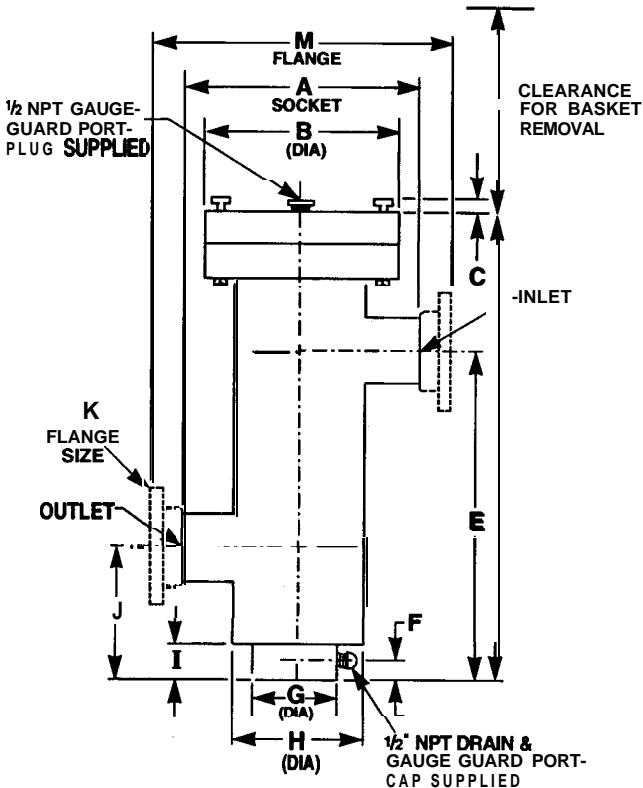 M
FLANGE
A
SOCKET
B
(DIA)
½ NPT GAUGE-
GUARD PORT-
PLUG SUPPLIED
CLEARANCE
FOR BASKET
REMOVAL
C
-INLET
K
FLANGE
SIZE
OUTLET
E
J
F
I
G
(DIA)
H
(DIA)
½" NPT DRAIN &
GAUGE GUARD PORT-
CAP SUPPLIED